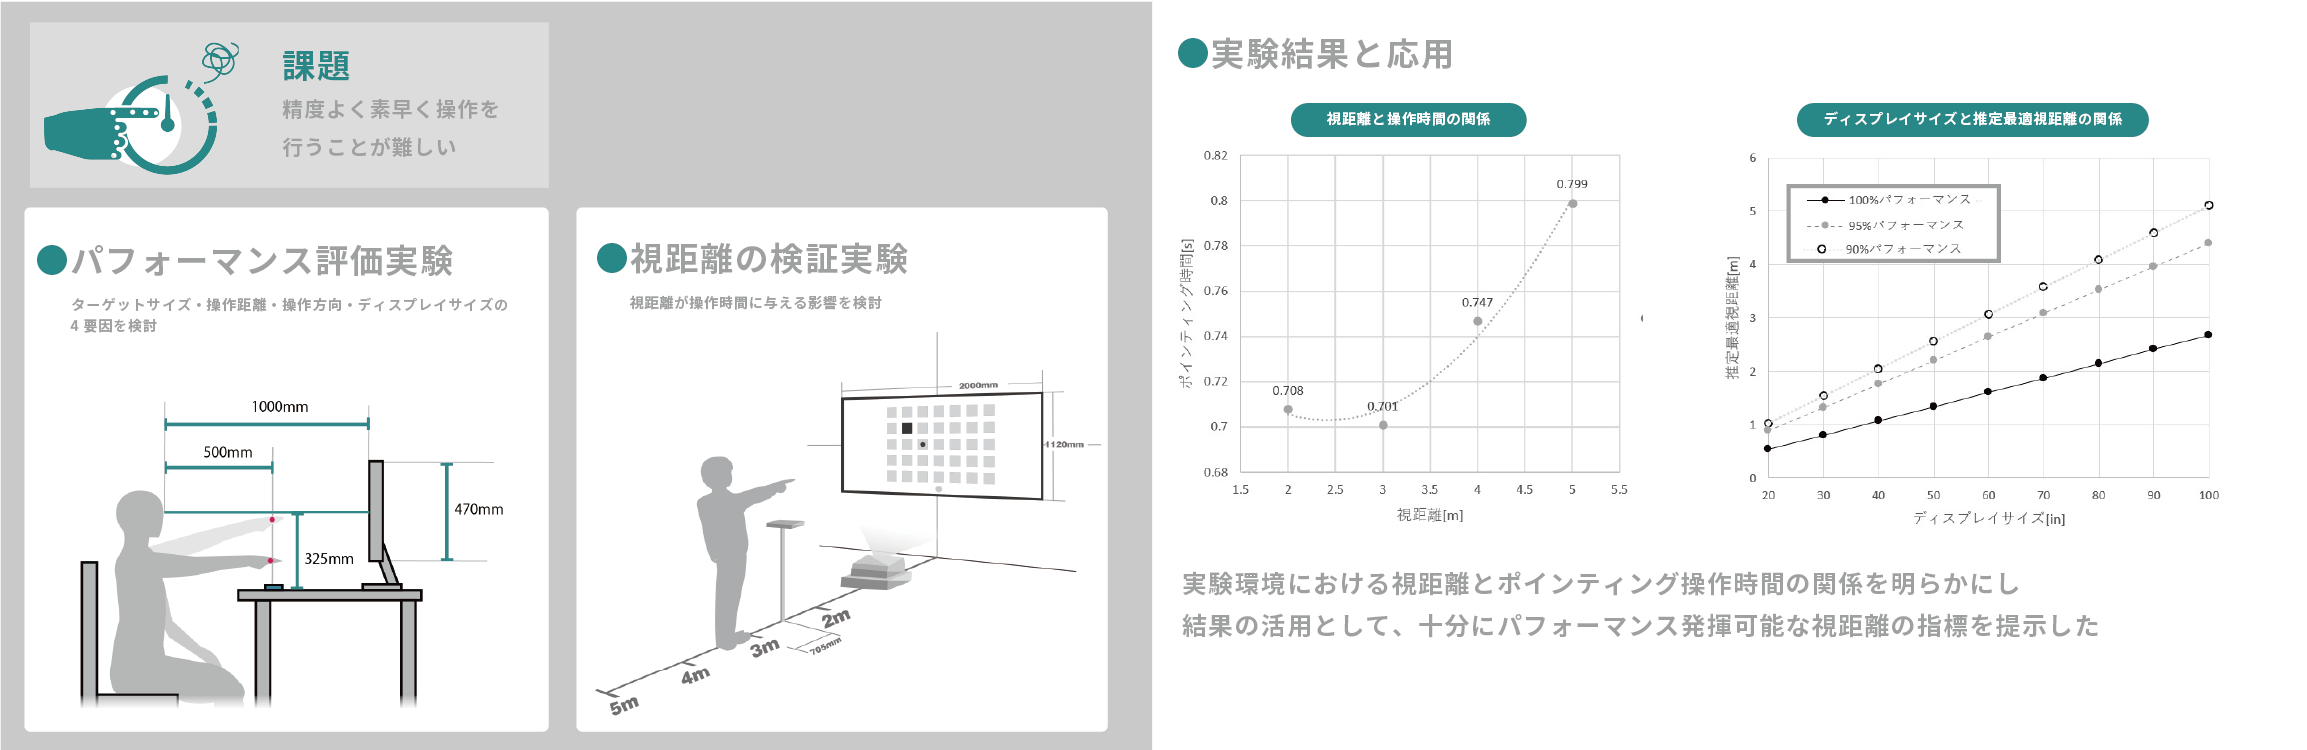 課題
精度よく素早く操作を
行うことが難しい
パフォーマンス評価実験
ターゲットサイズ・操作距離・操作方向・ディスプレイサイズの
4 要因を検討
1000mm
500mm
470mm
325mm
視距離の検証実験
視距離が操作時間に与える影響を検討
2000mm
1120mm
2m
705mm
3m
4m
5m
実験結果と応用
視距離と操作時間の関係
0.82
0.8
0.78
0.76
0.74
0.72
0.7
0.68
ポインティング時間[s]
0.708
0.701
0.747
0.799
1.5 2 2.5 3 3.5 4 4.5 5 5.5
視距離[m]
ディスプレイサイズと推定最適視距離の関係
6
5
4
3
2
1
0
推定最適視距離[m]
100%パフォーマンス
95%パフォーマンス
90%パフォーマンス
20 30 40 50 60 70 80 90 100
ディスプレイサイズ[in]
実験環境における視距離とポインティング操作時間の関係を明らかにし
結果の活用として、十分にパフォーマンス発揮可能な視距離の指標を提示した